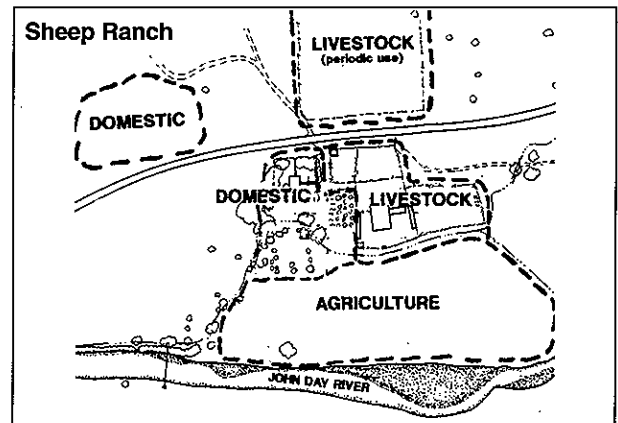 Sheep Ranch
LIVESTOCK
(periodic use)
DOMESTIC
DOMESTIC
LIVESTOCK
AGRICULTURE
JOHN DAY RIVER